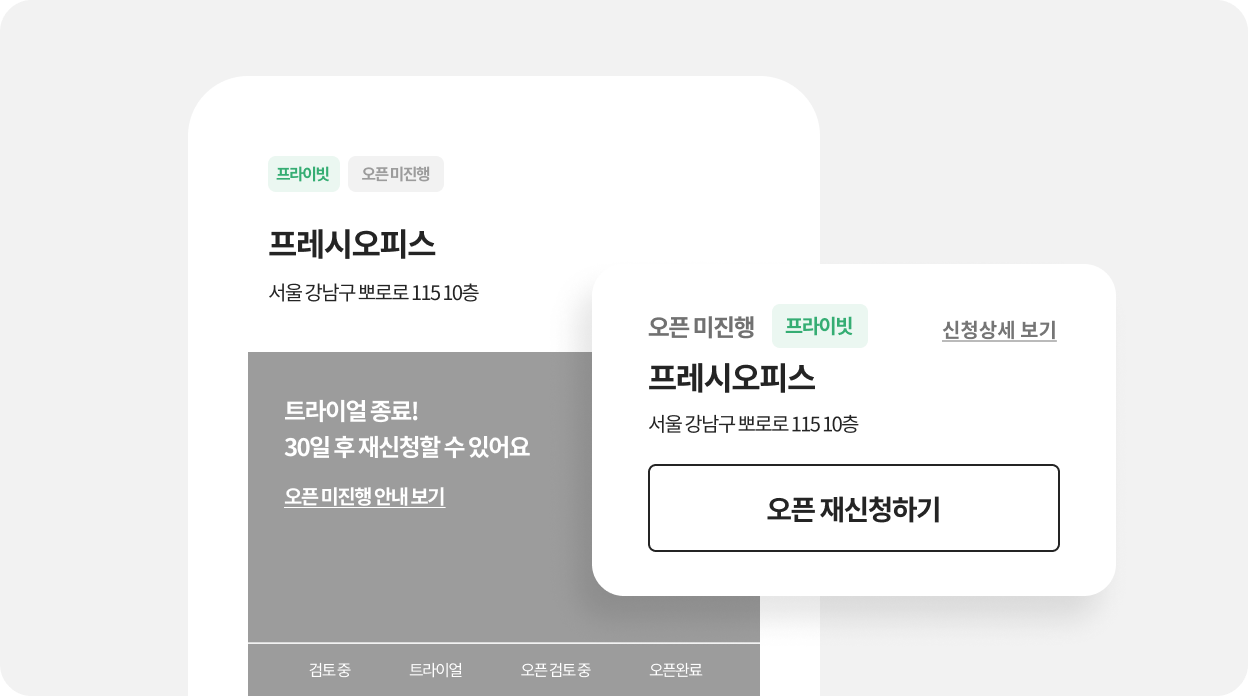 프라이빗 오픈 미진행
프레시오피스
서울 강남구 뽀로로 115 10층
트라이얼 종료!
30일 후 재신청할 수 있어요
오픈 미진행 안내 보기
검토 중 트라이얼 오픈 검토 중 오픈완료
오픈 미진행 프라이빗 신청상세 보기
프레시오피스
서울 강남구 뽀로로 115 10층
오픈 재신청하기